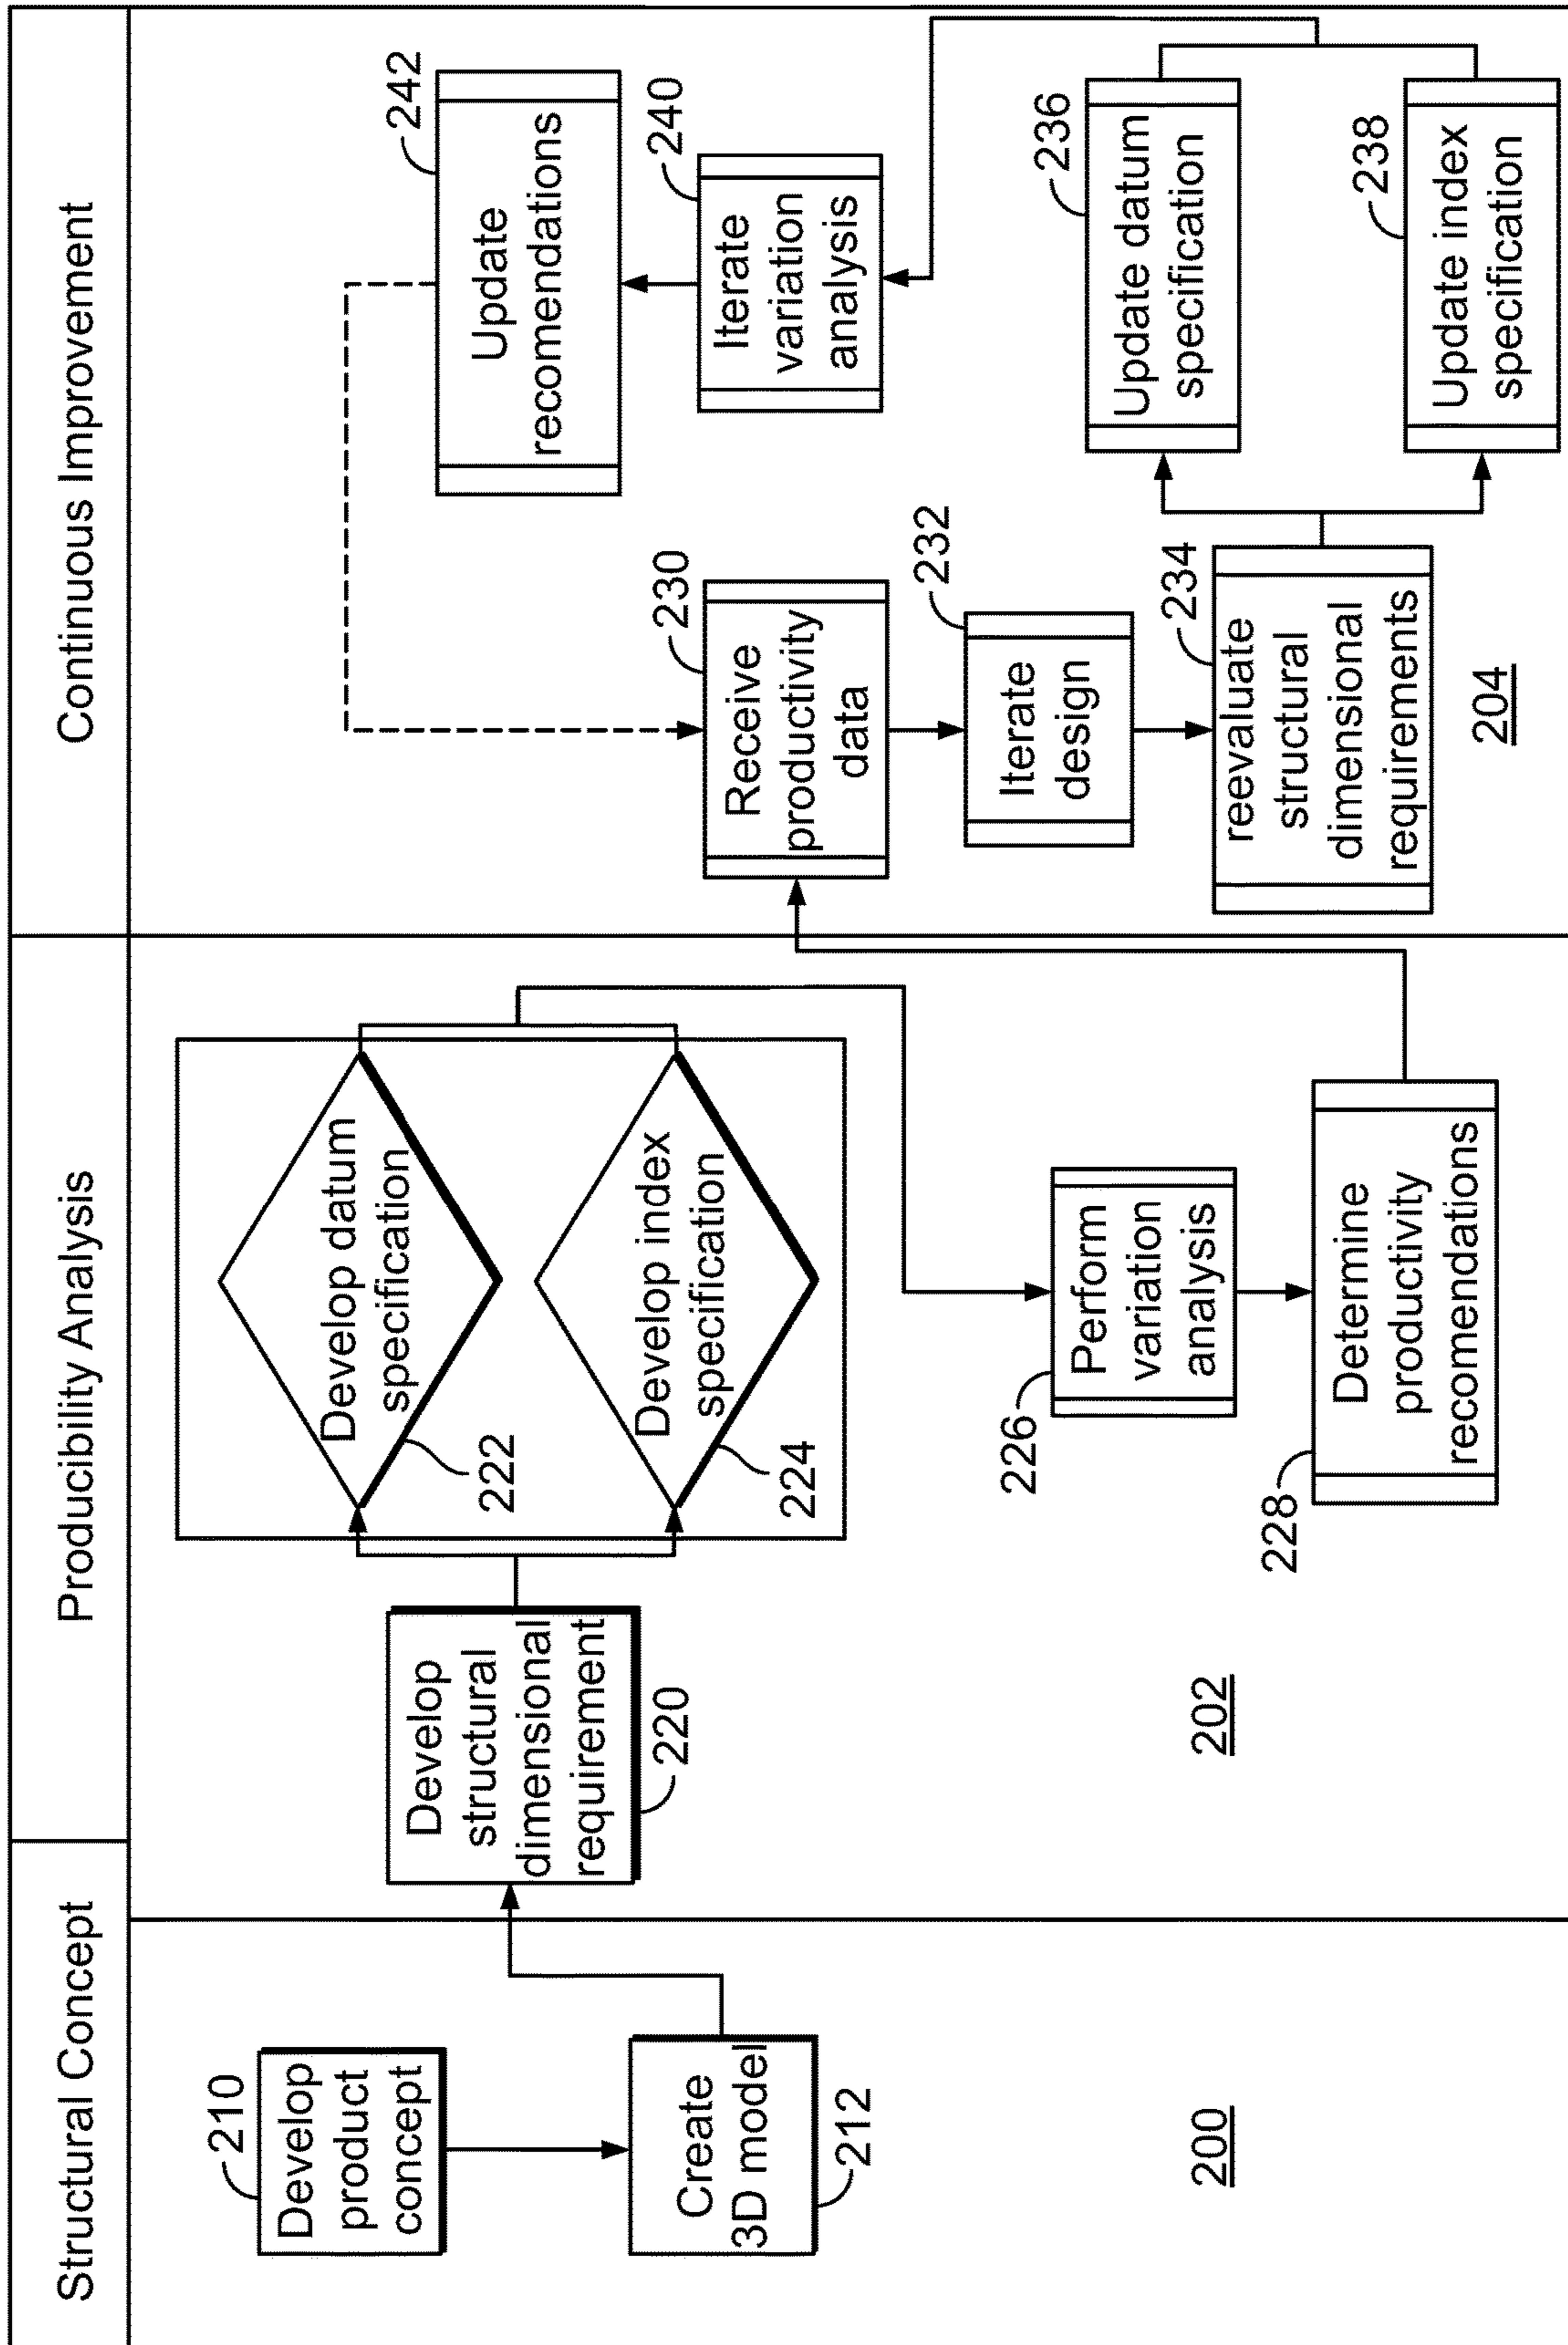 Structural Concept
Producibility Analysis
Continuous Improvement
210
Develop
product
concept
Create
3D model
212
200
Develop
structural
dimensional
requirement
220
Develop datum
specification
222
Develop index
specification
224
226
Perform
variation
analysis
228
Determine
productivity
recomendations
202
230
Receive
productivity
data
232
Iterate
design
234
reevaluate
structural
dimensional
requirements
204
236
Update datum
specification
238
Update index
specification
240
Iterate
variation
analysis
242
Update
recomendations